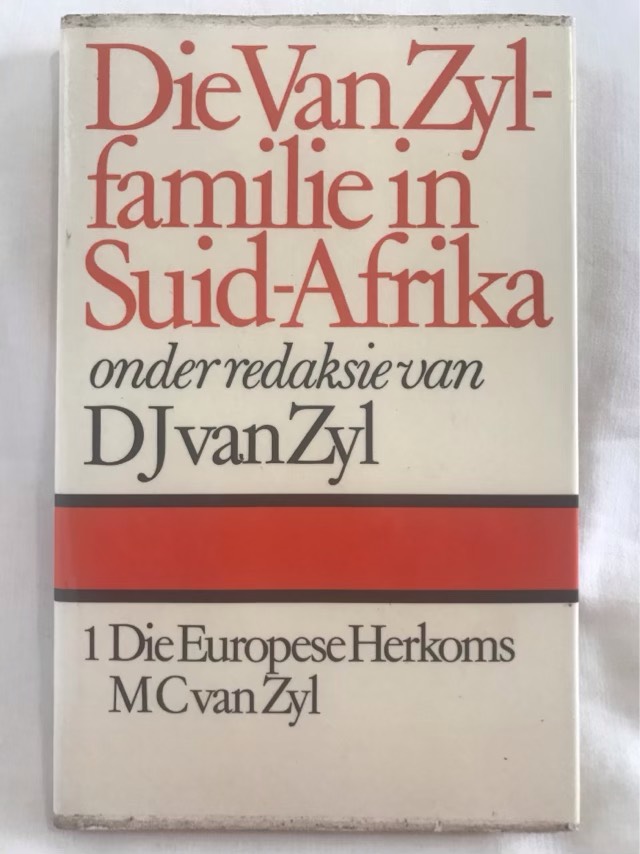 Die Van Zyl-
familie in
Suid-Afrika
onder redaksie van
D J van Zyl
1 Die Europese Herkoms
M C van Zyl